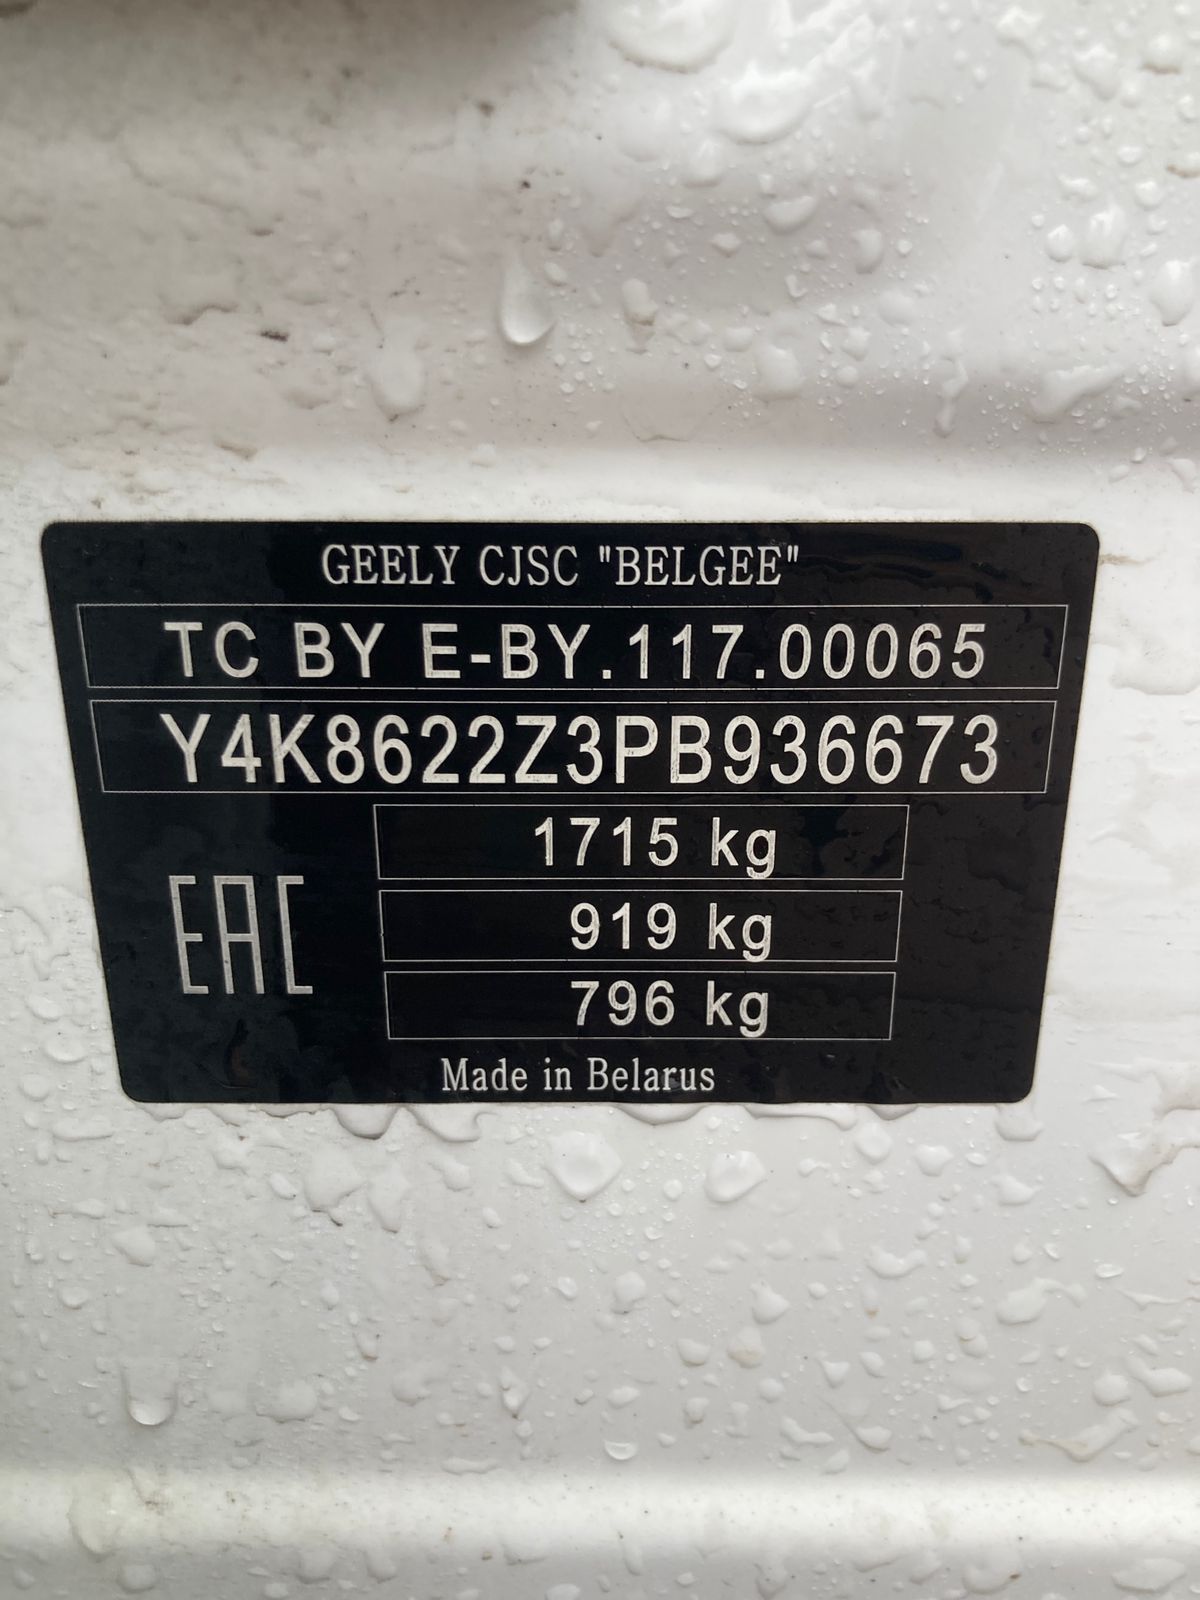 GEELY CJSC "BELGEE"
TC BY E-BY.117.00065
Y4K8622Z3PB936673
1715 kg
919 kg
EAC
796 kg
Made in Belarus